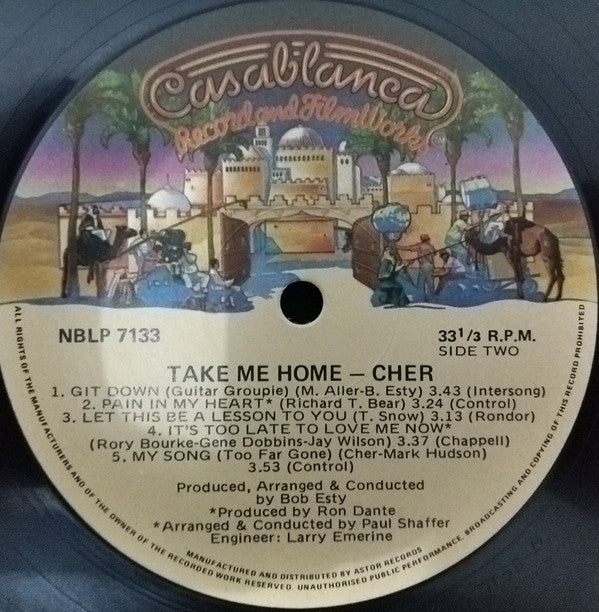 Casablanca
Record and FilmWorks
NBLP 7133
33 1/3 R.P.M.
SIDE TWO
TAKE ME HOME — CHER
1. GIT DOWN (Guitar Groupie) (M. Aller-B. Esty) 3.43 (Intersong)
2. PAIN IN MY HEART* (Richard T. Bear) 3.24 (Control)
3. LET THIS BE A LESSON TO YOU (T. Snow) 3.13 (Rondor)
4. IT'S TOO LATE TO LOVE ME NOW*
(Rory Bourke-Gene Dobbins-Jay Wilson) 3.37 (Chappell)
5. MY SONG (Too Far Gone) (Cher-Mark Hudson)
3.53 (Control)
Produced, Arranged & Conducted
by Bob Esty
*Produced by Ron Dante
*Arranged & Conducted by Paul Shaffer
Engineer: Larry Emerine
MANUFACTURED AND DISTRIBUTED BY ASTOR RECORDS
ALL RIGHTS OF THE MANUFACTURERS AND OF THE OWNER OF THE RECORDED WORK RESERVED. UNAUTHORISED PUBLIC PERFORMANCE, BROADCASTING AND COPYING OF THIS RECORD PROHIBITED